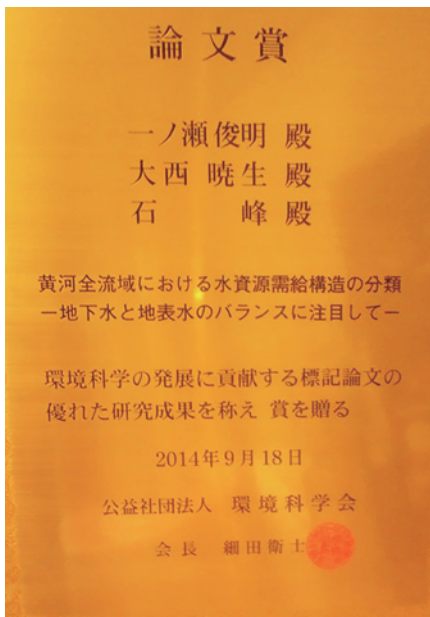 論文賞
一ノ瀬俊明 殿
大西 暁生 殿
石 峰 殿
黄河全流域における水資源需給構造の分類
ー地下水と地表水のバランスに注目してー
環境科学の発展に貢献する標記論文の
優れた研究成果を称え 賞を贈る
2014年9月18日
公益社団法人 環境科学会
会長 細田衛士